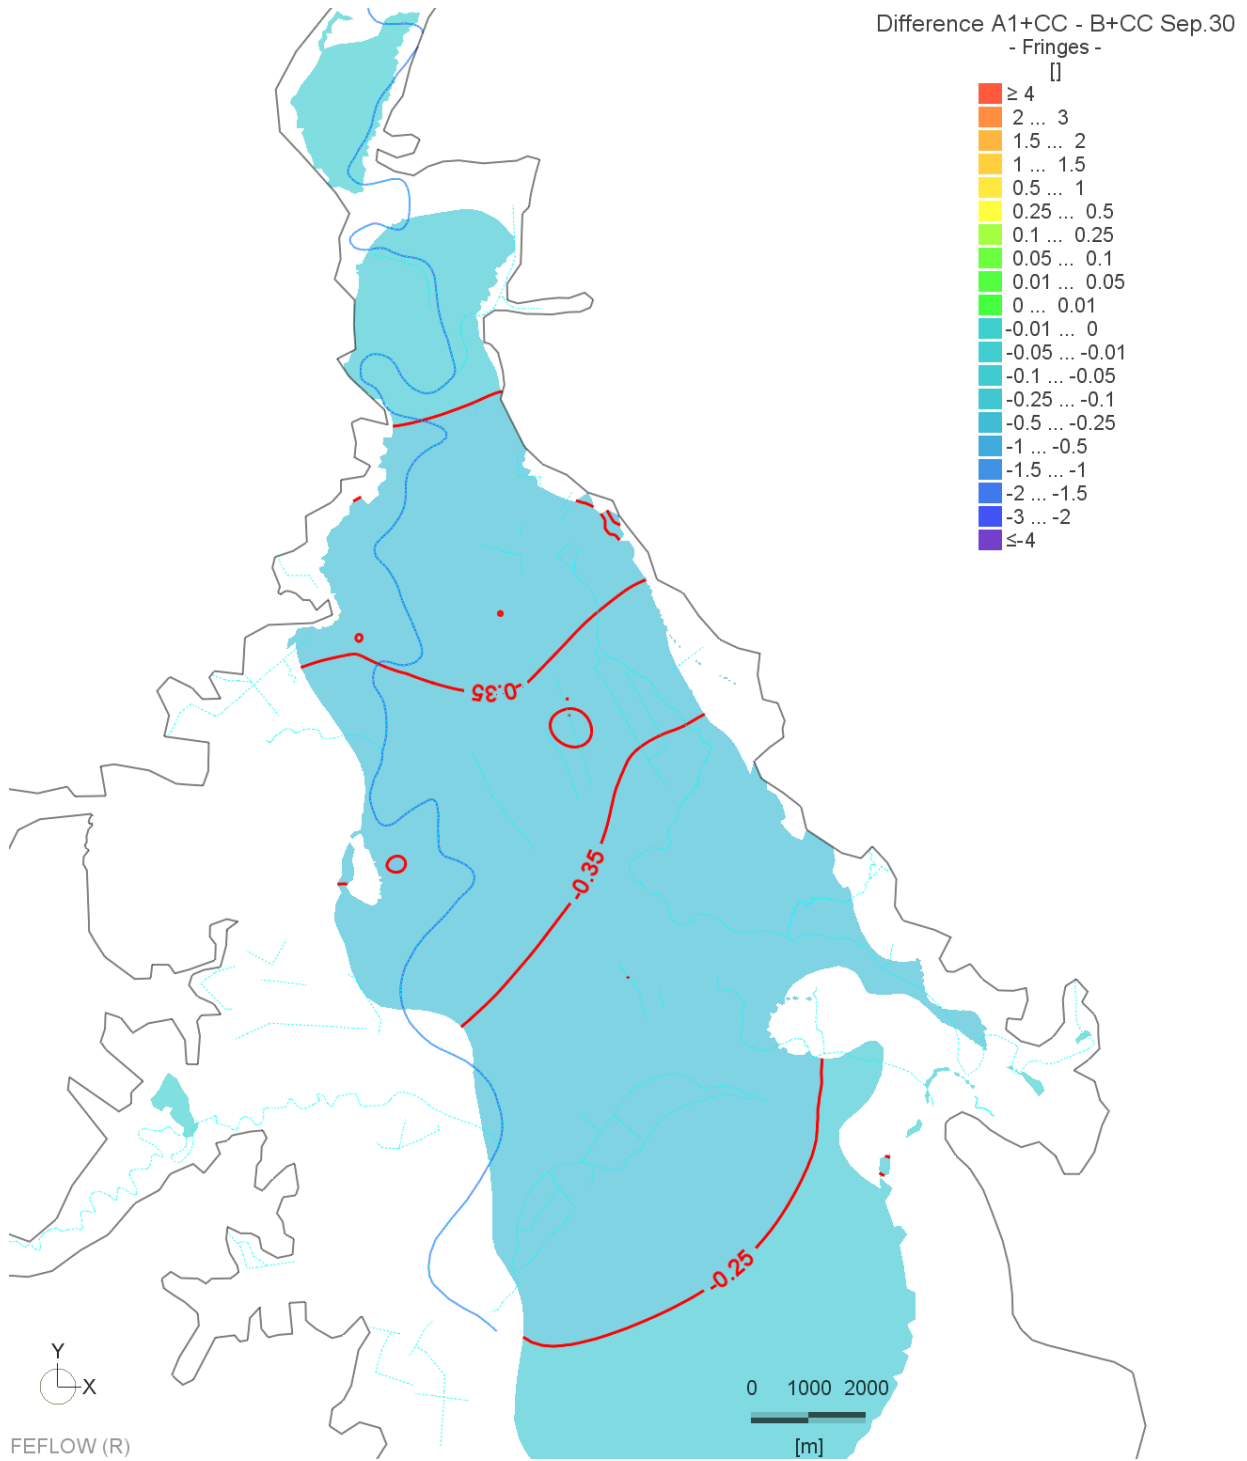 Difference A1+CC - B+CC Sep.30
- Fringes -
[]
≥ 4
2 ... 3
1.5 ... 2
1 ... 1.5
0.5 ... 1
0.25 ... 0.5
0.1 ... 0.25
0.05 ... 0.1
0.01 ... 0.05
0 ... 0.01
-0.01 ... 0
-0.05 ... -0.01
-0.1 ... -0.05
-0.25 ... -0.1
-0.5 ... -0.25
-1 ... -0.5
-1.5 ... -1
-2 ... -1.5
-3 ... -2
≤-4
-0.35
-0.35
-0.25
Y
X
0 1000 2000
[m]
FEFLOW (R)